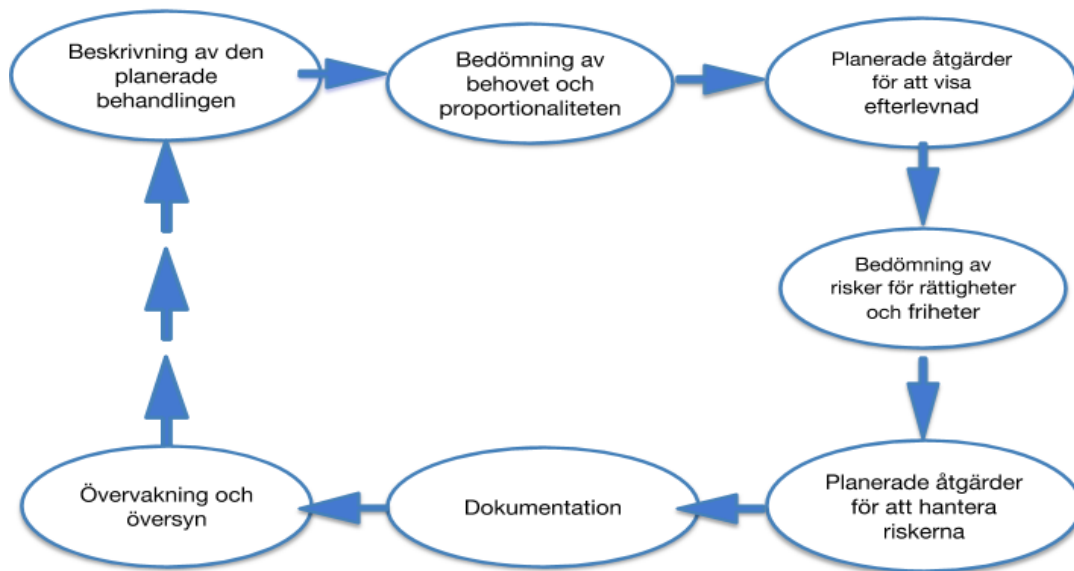 Beskrivning av den
planerade
behandlingen
Bedömning av
behovet och
proportionaliteten
Planerade åtgärder
för att visa
efterlevnad
Bedömning av
risker för rättigheter
och friheter
Planerade åtgärder
för att hantera
riskerna
Dokumentation
Övervakning och
översyn